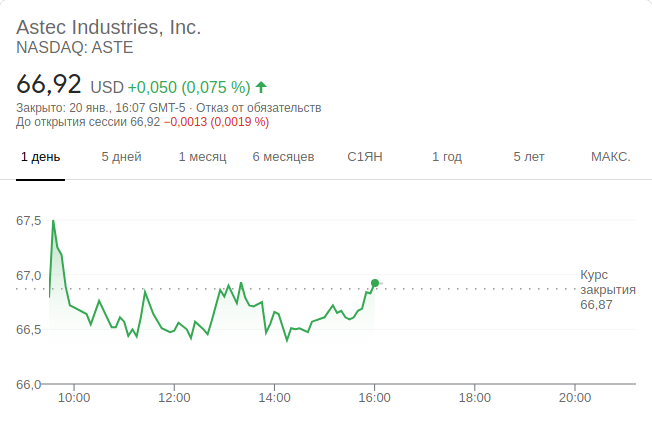 Astec Industries, Inc.
NASDAQ: ASTE
66,92 USD +0,050 (0,075 %)
Закрыто: 20 янв., 16:07 GMT-5 · Отказ от обязательств
До открытия сессии 66,92 −0,0013 (0,0019 %)
1 день 5 дней 1 месяц 6 месяцев С1ЯН 1 год 5 лет МАКС.
67,5
67,0
66,5
66,0
Курс
закрытия
66,87
10:00 12:00 14:00 16:00 18:00 20:00